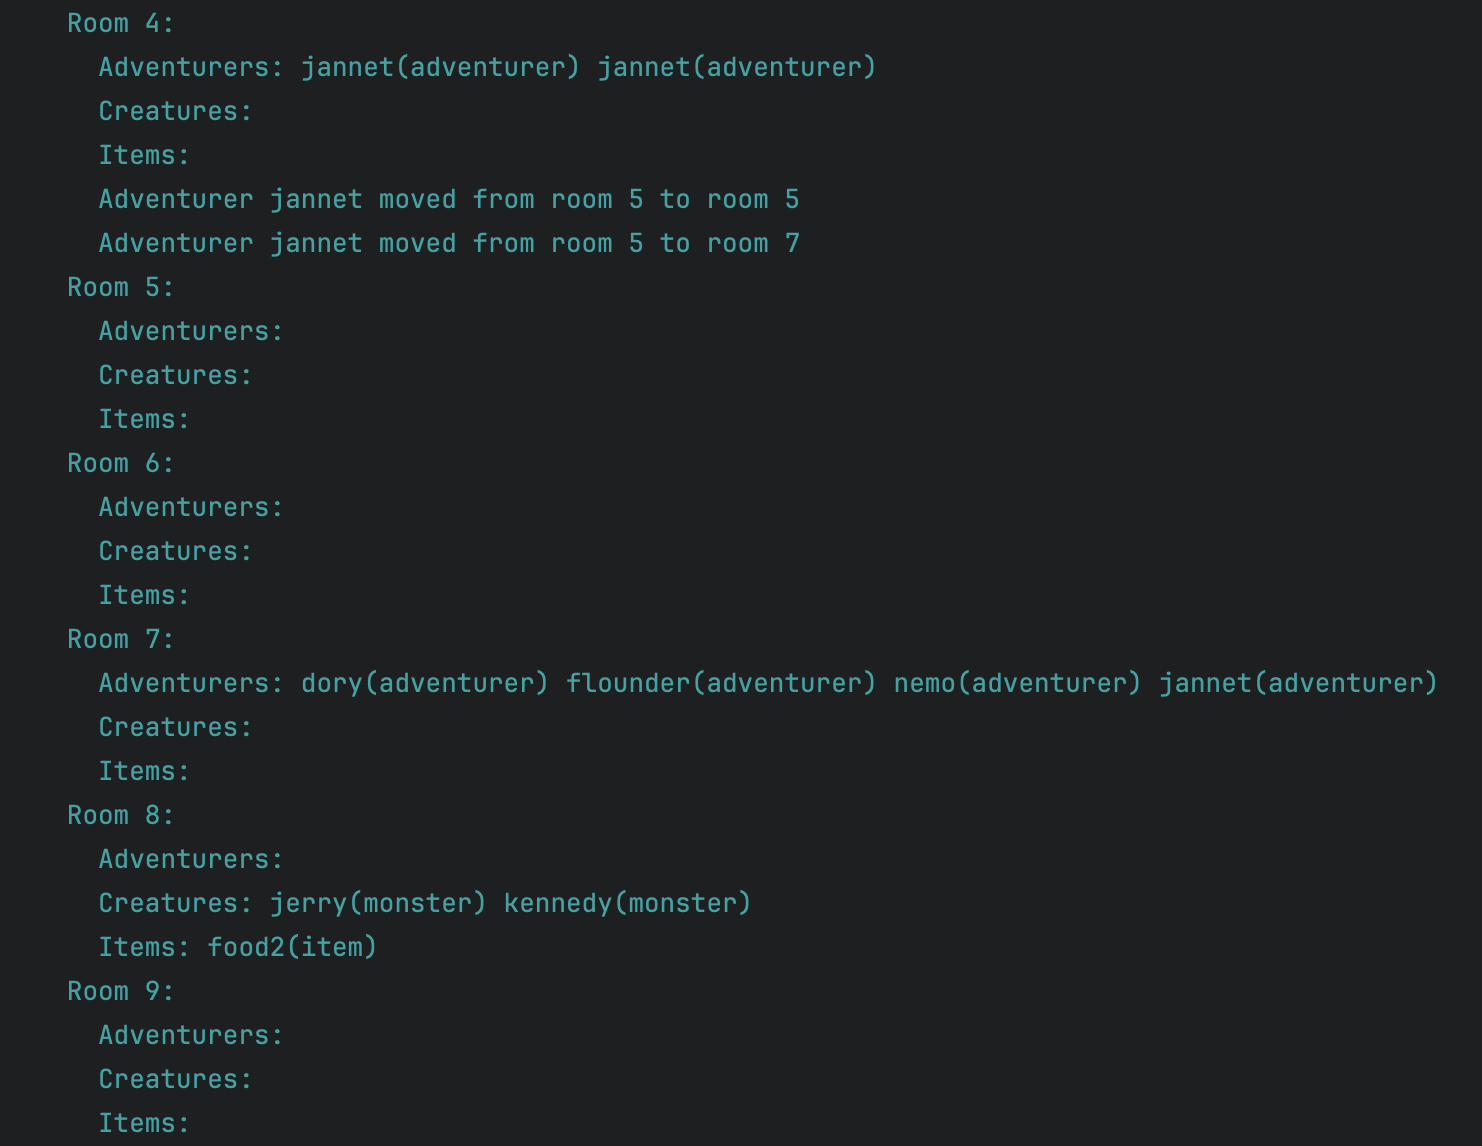 Room 4:
Adventurers: jannet(adventurer) jannet(adventurer)
Creatures:
Items:
Adventurer jannet moved from room 5 to room 5
Adventurer jannet moved from room 5 to room 7
Room 5:
Adventurers:
Creatures:
Items:
Room 6:
Adventurers:
Creatures:
Items:
Room 7:
Adventurers: dory(adventurer) flounder(adventurer) nemo(adventurer) jannet(adventurer)
Creatures:
Items:
Room 8:
Adventurers:
Creatures: jerry(monster) kennedy(monster)
Items: food2(item)
Room 9:
Adventurers:
Creatures:
Items: